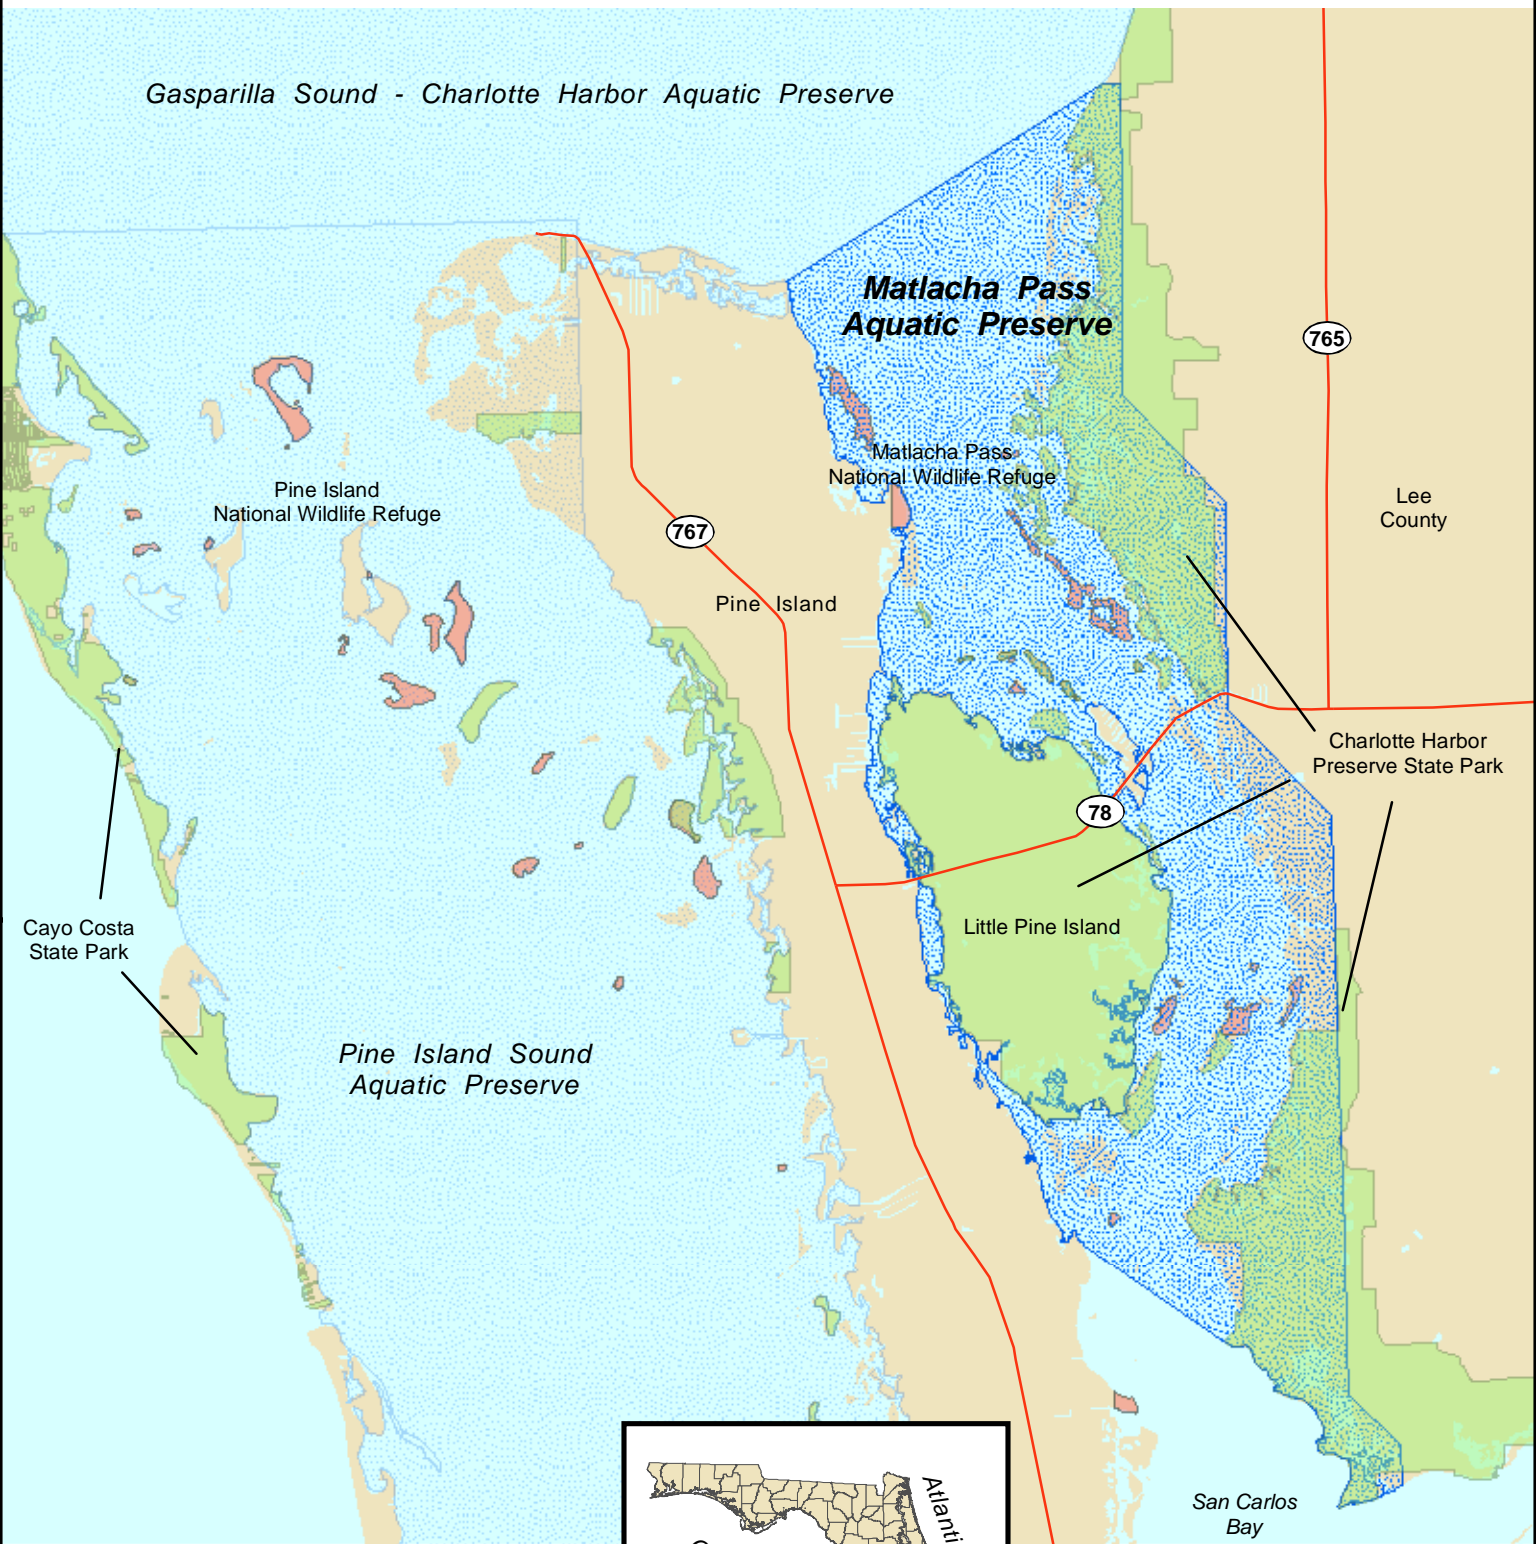 Gasparilla Sound - Charlotte Harbor Aquatic Preserve
Matlacha Pass
Aquatic Preserve
765
Matlacha Pass
National Wildlife Refuge
Pine Island
National Wildlife Refuge
Lee
County
767
Pine Island
Charlotte Harbor
Preserve State Park
78
Cayo Costa
State Park
Little Pine Island
Pine Island Sound
Aquatic Preserve
San Carlos
Bay